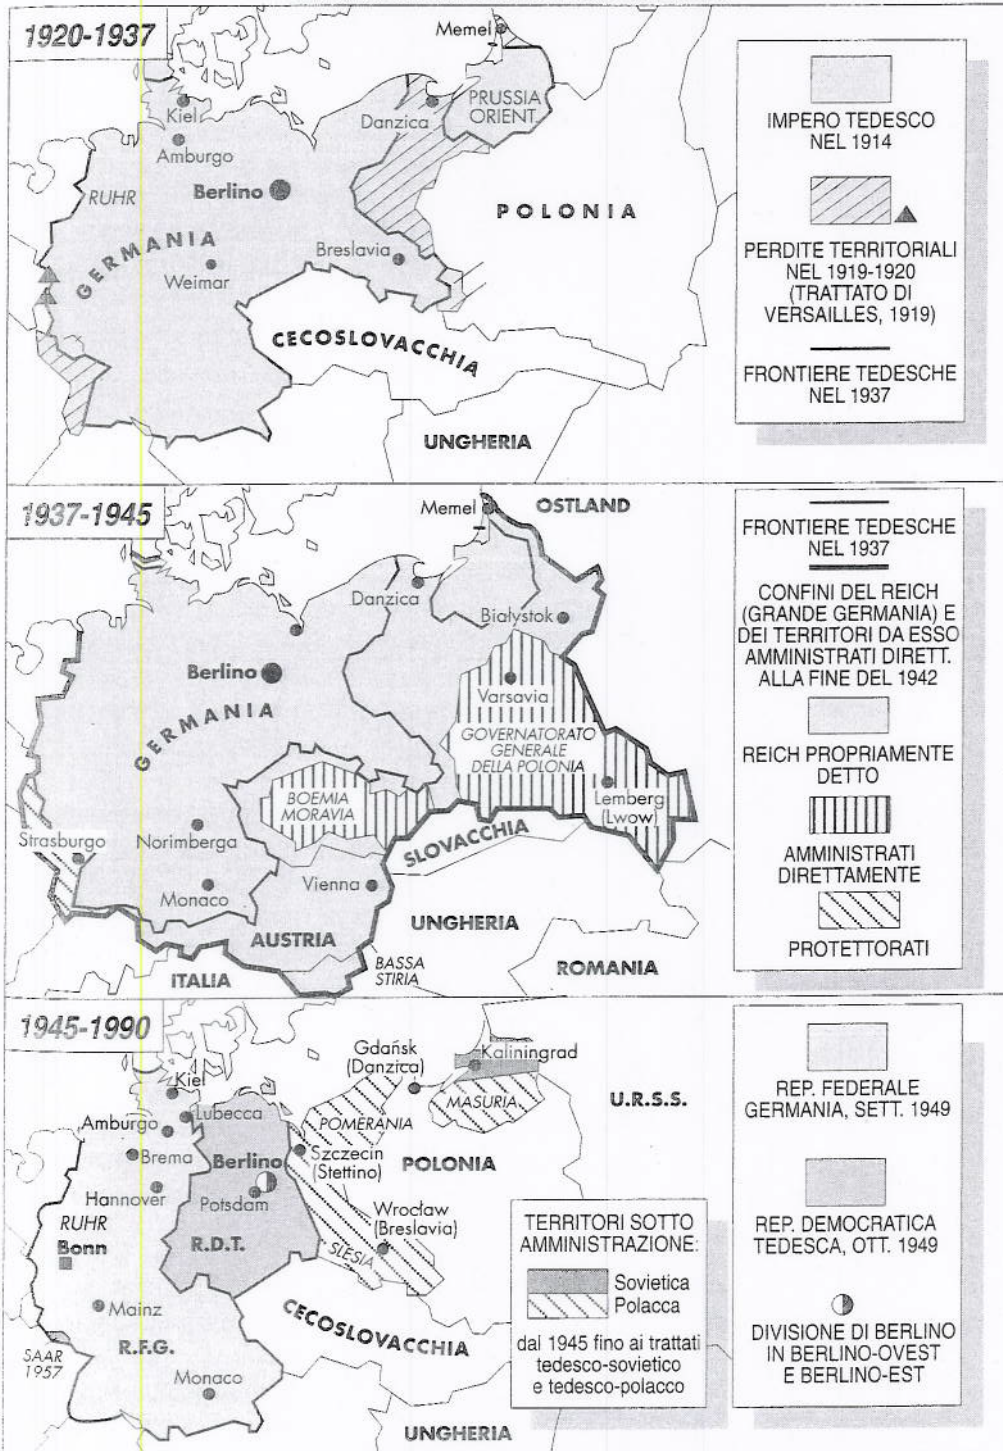 1920-1937
Memel
PRUSSIA
ORIENT.
Kiel
Danzica
Amburgo
RUHR
Berlino
POLONIA
GERMANIA
Breslavia
Weimar
CECOSLOVACCHIA
UNGHERIA
IMPERO TEDESCO
NEL 1914
PERDITE TERRITORIALI
NEL 1919-1920
(TRATTATO DI
VERSAILLES, 1919)
FRONTIERE TEDESCHE
NEL 1937
1937-1945
Memel
OSTLAND
Danzica
Białystok
Berlino
Varsavia
GERMANIA
GOVERNATORATO
GENERALE
DELLA POLONIA
BOEMIA
MORAVIA
Lemberg
(Lwow)
Strasburgo
Norimberga
SLOVACCHIA
Monaco
Vienna
UNGHERIA
AUSTRIA
ITALIA
BASSA
STIRIA
ROMANIA
FRONTIERE TEDESCHE
NEL 1937
CONFINI DEL REICH
(GRANDE GERMANIA) E
DEI TERRITORI DA ESSO
AMMINISTRATI DIRETT.
ALLA FINE DEL 1942
REICH PROPRIAMENTE
DETTO
AMMINISTRATI
DIRETTAMENTE
PROTETTORATI
1945-1990
Gdańsk
(Danzica)
Kaliningrad
Kiel
Lubecca
MASURIA
U.R.S.S.
Amburgo
POMERANIA
Brema
Berlino
Szczecin
(Stettino)
POLONIA
Hannover
Potsdam
RUHR
Wrocław
(Breslavia)
Bonn
R.D.T.
SLESIA
Mainz
CECOSLOVACCHIA
SAAR
1957
R.F.G.
Monaco
UNGHERIA
TERRITORI SOTTO
AMMINISTRAZIONE:
Sovietica
Polacca
dal 1945 fino ai trattati
tedesco-sovietico
e tedesco-polacco
REP. FEDERALE
GERMANIA, SETT. 1949
REP. DEMOCRATICA
TEDESCA, OTT. 1949
DIVISIONE DI BERLINO
IN BERLINO-OVEST
E BERLINO-EST